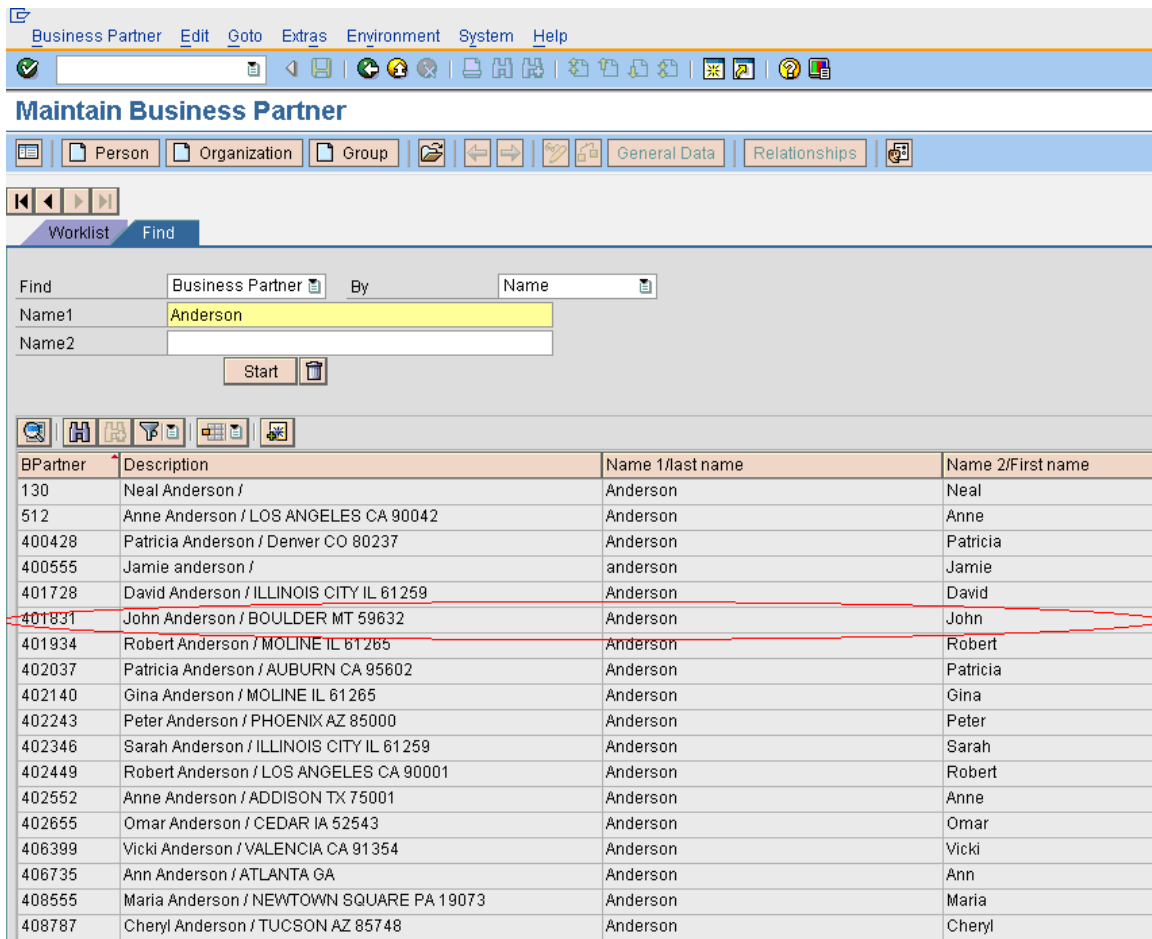 Business Partner Edit Goto Extras Environment System Help
Maintain Business Partner
Person Organization Group General Data Relationships
Worklist Find
Find Business Partner By Name
Name1 Anderson
Name2
Start
BPartner Description Name 1/last name Name 2/First name
130 Neal Anderson / Anderson Neal
512 Anne Anderson / LOS ANGELES CA 90042 Anderson Anne
400428 Patricia Anderson / Denver CO 80237 Anderson Patricia
400555 Jamie anderson / anderson Jamie
401728 David Anderson / ILLINOIS CITY IL 61259 Anderson David
401831 John Anderson / BOULDER MT 59632 Anderson John
401934 Robert Anderson / MOLINE IL 61265 Anderson Robert
402037 Patricia Anderson / AUBURN CA 95602 Anderson Patricia
402140 Gina Anderson / MOLINE IL 61265 Anderson Gina
402243 Peter Anderson / PHOENIX AZ 85000 Anderson Peter
402346 Sarah Anderson / ILLINOIS CITY IL 61259 Anderson Sarah
402449 Robert Anderson / LOS ANGELES CA 90001 Anderson Robert
402552 Anne Anderson / ADDISON TX 75001 Anderson Anne
402655 Omar Anderson / CEDAR IA 52543 Anderson Omar
406399 Vicki Anderson / VALENCIA CA 91354 Anderson Vicki
406735 Ann Anderson / ATLANTA GA Anderson Ann
408555 Maria Anderson / NEWTOWN SQUARE PA 19073 Anderson Maria
408787 Cheryl Anderson / TUCSON AZ 85748 Anderson Cheryl